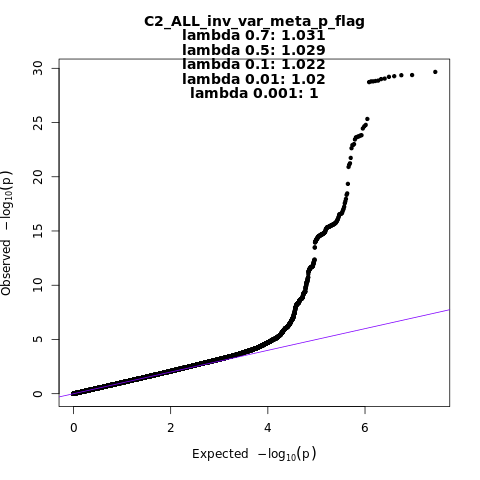 C2_ALL_inv_var_meta_p_flag
lambda 0.7: 1.031
lambda 0.5: 1.029
lambda 0.1: 1.022
lambda 0.01: 1.02
lambda 0.001: 1
30
25
20
15
10
5
0
Observed −log10(p)
0 2 4 6
Expected −log10(p)